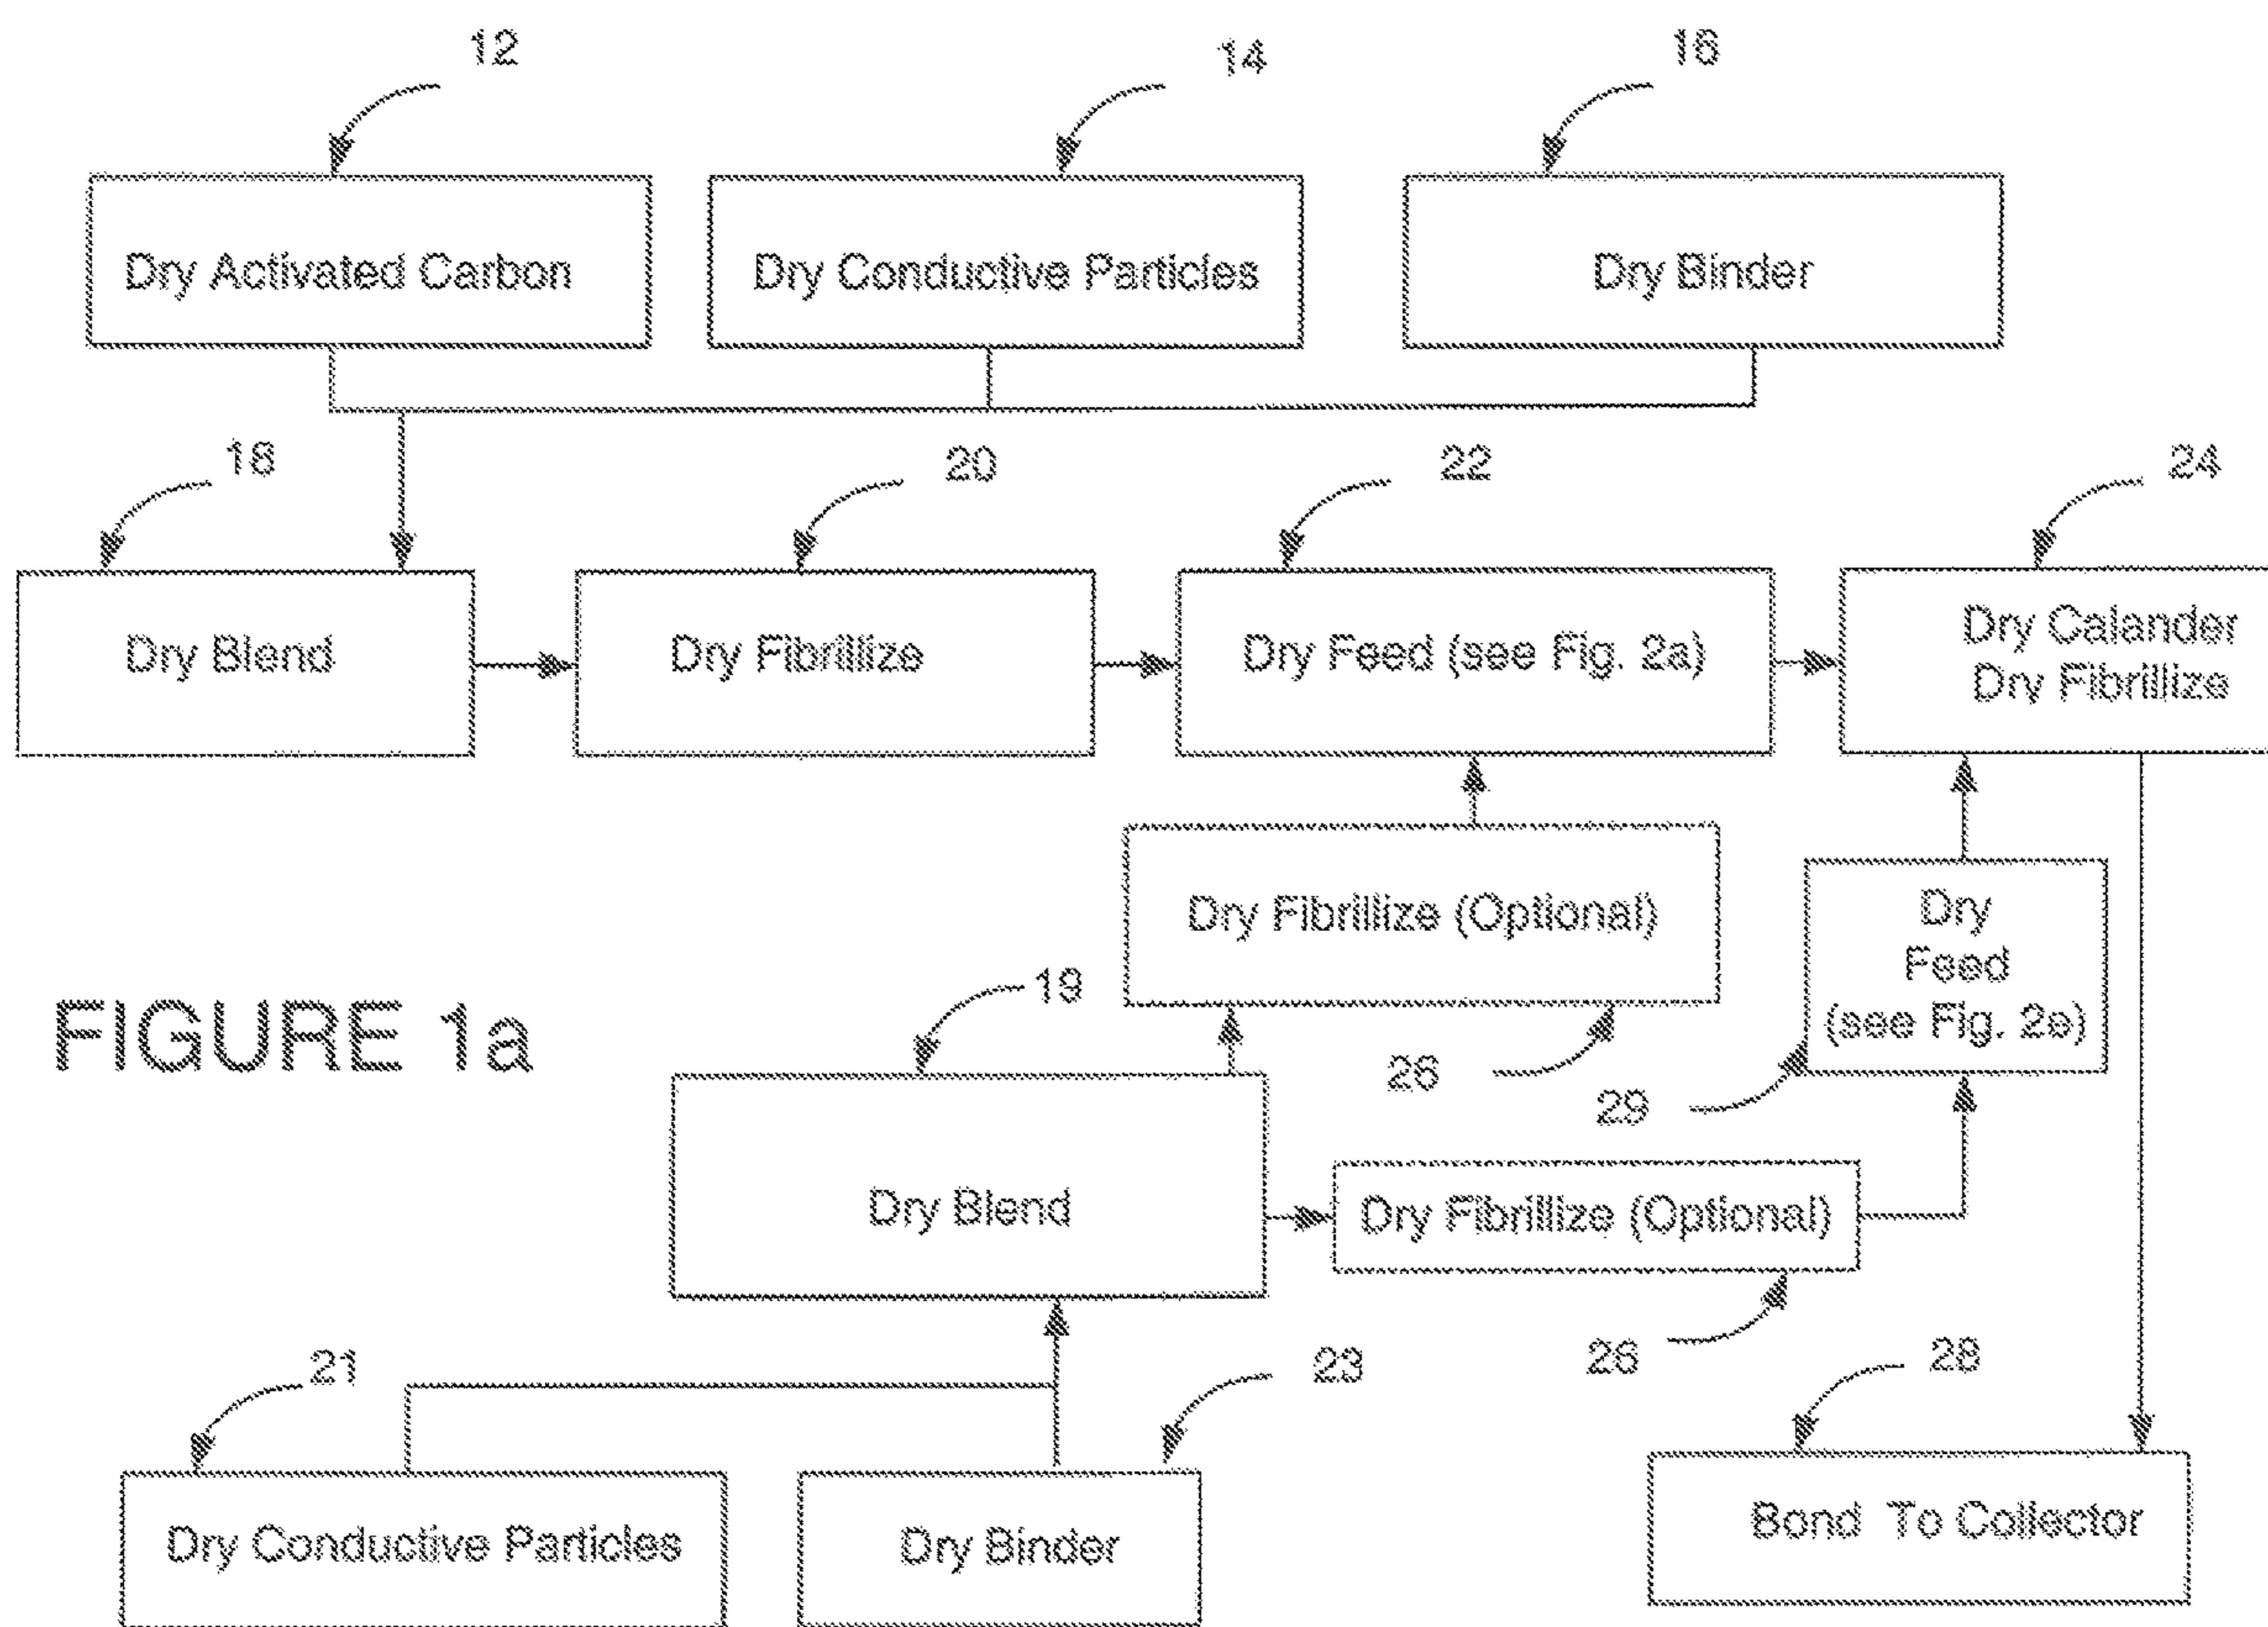 12
14
16
Dry Activated Carbon
Dry Conductive Particles
Dry Binder
18
20
22
24
Dry Blend
Dry Fibrillize
Dry Feed (see Fig. 2a)
Dry Calander
Dry Fibrillize
Dry Fibrillize (Optional)
Dry
Feed
(see Fig. 2e)
19
FIGURE 1a
26
29
Dry Blend
Dry Fibrillize (Optional)
21
23
26
28
Dry Conductive Particles
Dry Binder
Bond To Collector